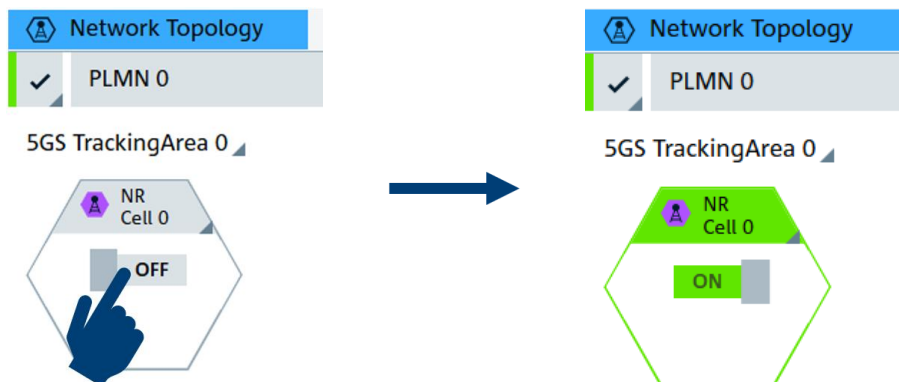 Network Topology
PLMN 0
5GS TrackingArea 0
NR
Cell 0
OFF
Network Topology
PLMN 0
5GS TrackingArea 0
NR
Cell 0
ON